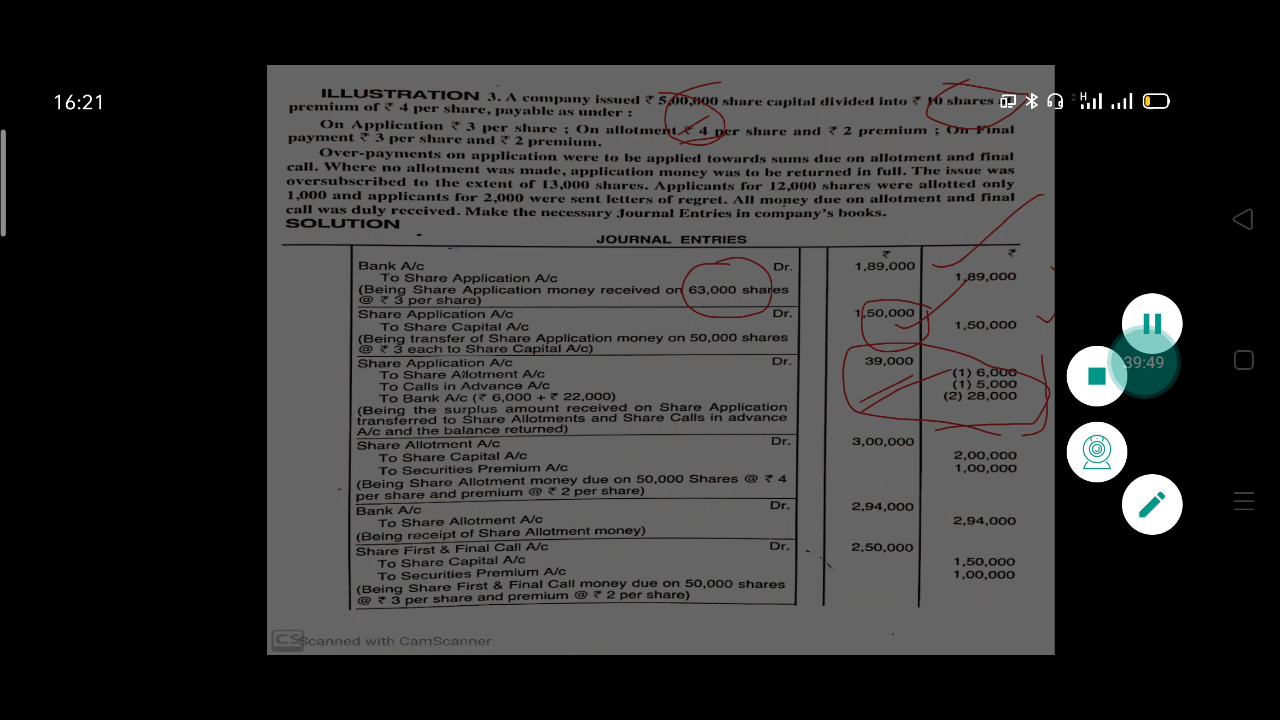 16:21
ILLUSTRATION 3. A company issued ₹ 5,00,000 share capital divided into ₹ 10 shares
premium of ₹ 4 per share, payable as under :
On Application ₹ 3 per share ; On allotment ₹ 4 per share and ₹ 2 premium ; On Final
payment ₹ 3 per share and ₹ 2 premium.
Over-payments on application were to be applied towards sums due on allotment and final
call. Where no allotment was made, application money was to be returned in full. The issue was
oversubscribed to the extent of 13,000 shares. Applicants for 12,000 shares were allotted only
1,000 and applicants for 2,000 were sent letters of regret. All money due on allotment and final
call was duly received. Make the necessary Journal Entries in company's books.
SOLUTION
JOURNAL ENTRIES
₹ ₹
Bank A/c Dr. 1,89,000
To Share Application A/c 1,89,000
(Being Share Application money received on 63,000 shares
@ ₹ 3 per share)
Share Application A/c Dr. 1,50,000
To Share Capital A/c 1,50,000
(Being transfer of Share Application money on 50,000 shares
@ ₹ 3 each to Share Capital A/c)
Share Application A/c Dr. 39,000
To Share Allotment A/c (1) 6,000
To Calls in Advance A/c (1) 5,000
To Bank A/c (₹ 6,000 + ₹ 22,000) (2) 28,000
(Being the surplus amount received on Share Application
transferred to Share Allotments and Share Calls in advance
A/c and the balance returned)
Share Allotment A/c Dr. 3,00,000
To Share Capital A/c 2,00,000
To Securities Premium A/c 1,00,000
(Being Share Allotment money due on 50,000 Shares @ ₹ 4
per share and premium @ ₹ 2 per share)
Bank A/c Dr. 2,94,000
To Share Allotment A/c 2,94,000
(Being receipt of Share Allotment money)
Share First & Final Call A/c Dr. 2,50,000
To Share Capital A/c 1,50,000
To Securities Premium A/c 1,00,000
(Being Share First & Final Call money due on 50,000 shares
@ ₹ 3 per share and premium @ ₹ 2 per share)
CS Scanned with CamScanner
39:49
H